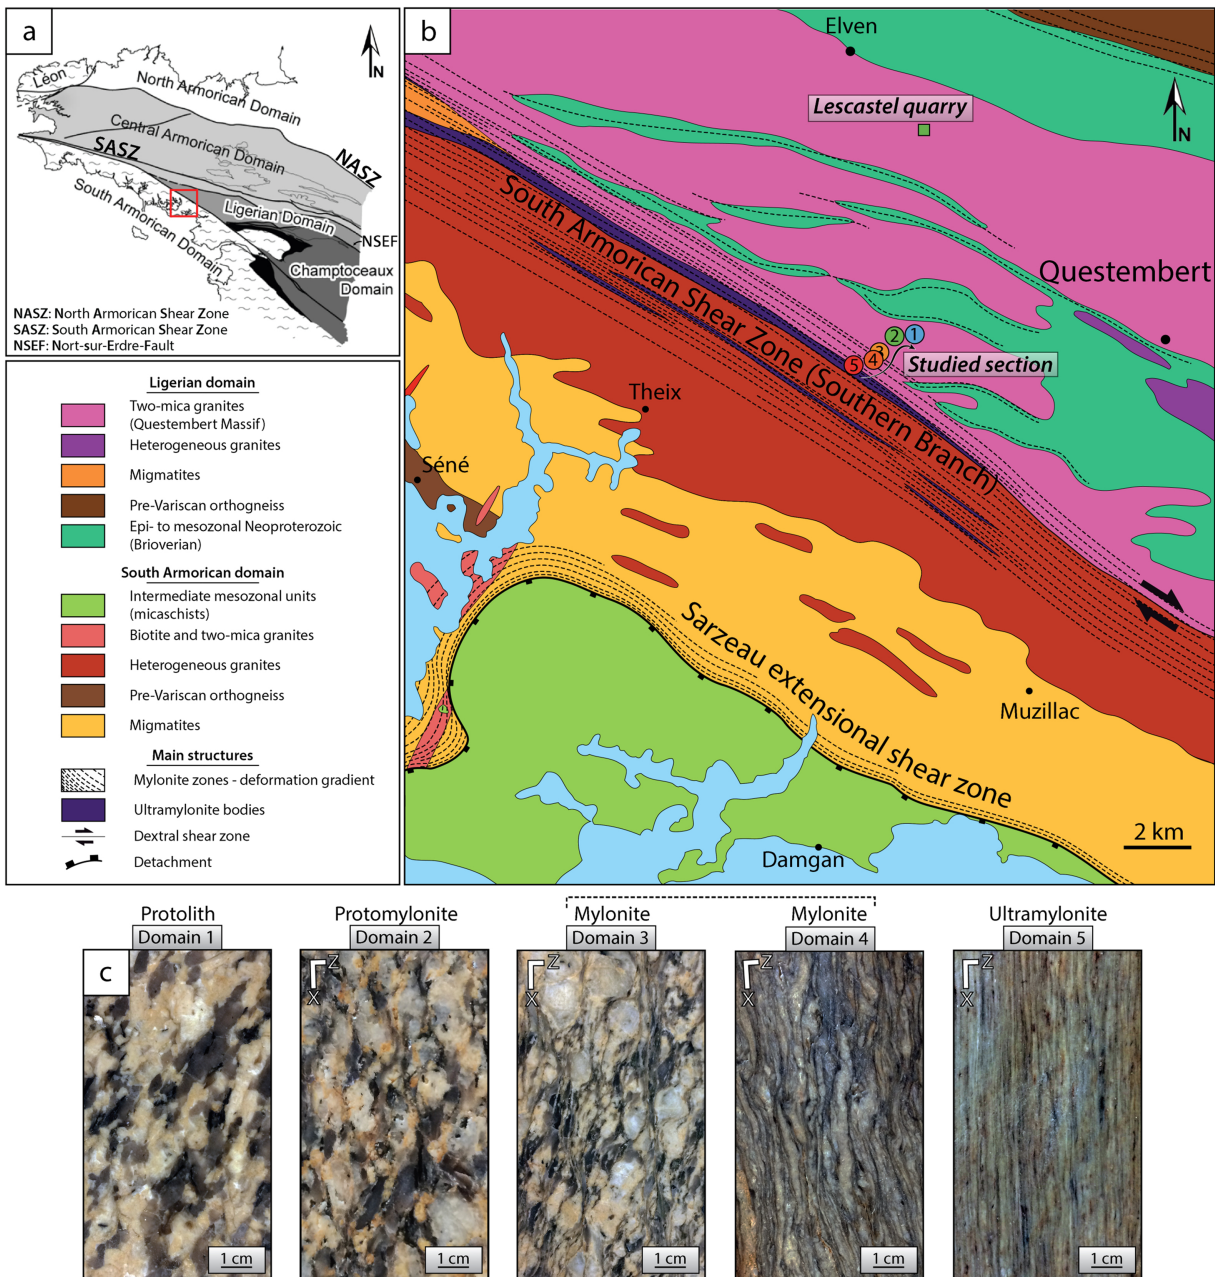 a
N
Léon
North Armorican Domain
Central Armorican Domain
SASZ
NASZ
South Armorican Domain
Ligerian Domain
NSEF
Champtoceaux
Domain
NASZ: North Armorican Shear Zone
SASZ: South Armorican Shear Zone
NSEF: Nort-sur-Erdre-Fault
Ligerian domain
Two-mica granites
(Questembert Massif)
Heterogeneous granites
Migmatites
Pre-Variscan orthogneiss
Epi- to mesozonal Neoproterozoic
(Brioverian)
South Armorican domain
Intermediate mesozonal units
(micaschists)
Biotite and two-mica granites
Heterogeneous granites
Pre-Variscan orthogneiss
Migmatites
Main structures
Mylonite zones - deformation gradient
Ultramylonite bodies
Dextral shear zone
Detachment
b
Elven
Lescastel quarry
N
South Armorican Shear Zone (Southern Branch)
Questembert
1
2
3
4
5
Studied section
Theix
Séné
Sarzeau extensional shear zone
Muzillac
Damgan
2 km
Protolith
Domain 1
Protomylonite
Domain 2
Mylonite
Domain 3
Mylonite
Domain 4
Ultramylonite
Domain 5
c
Z
X
Z
X
Z
X
Z
X
1 cm
1 cm
1 cm
1 cm
1 cm